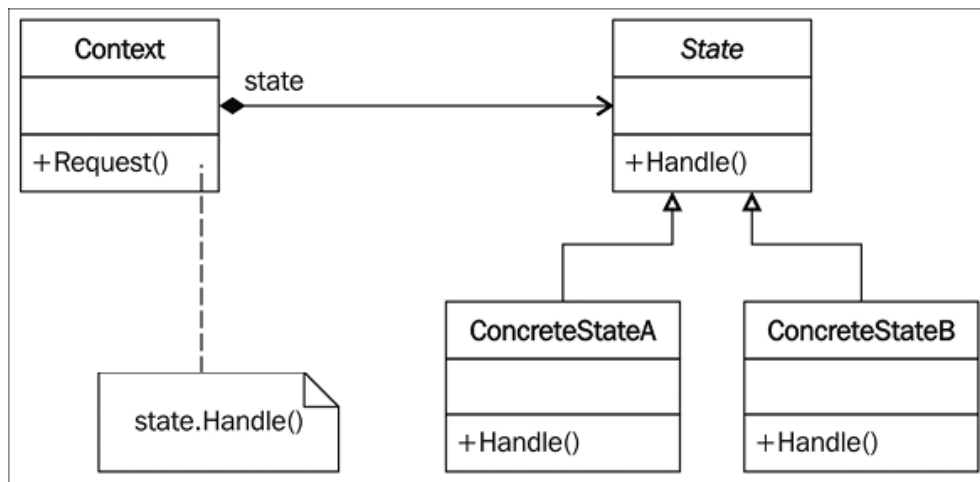 Context
state
+Request()
State
+Handle()
ConcreteStateA
+Handle()
ConcreteStateB
+Handle()
state.Handle()